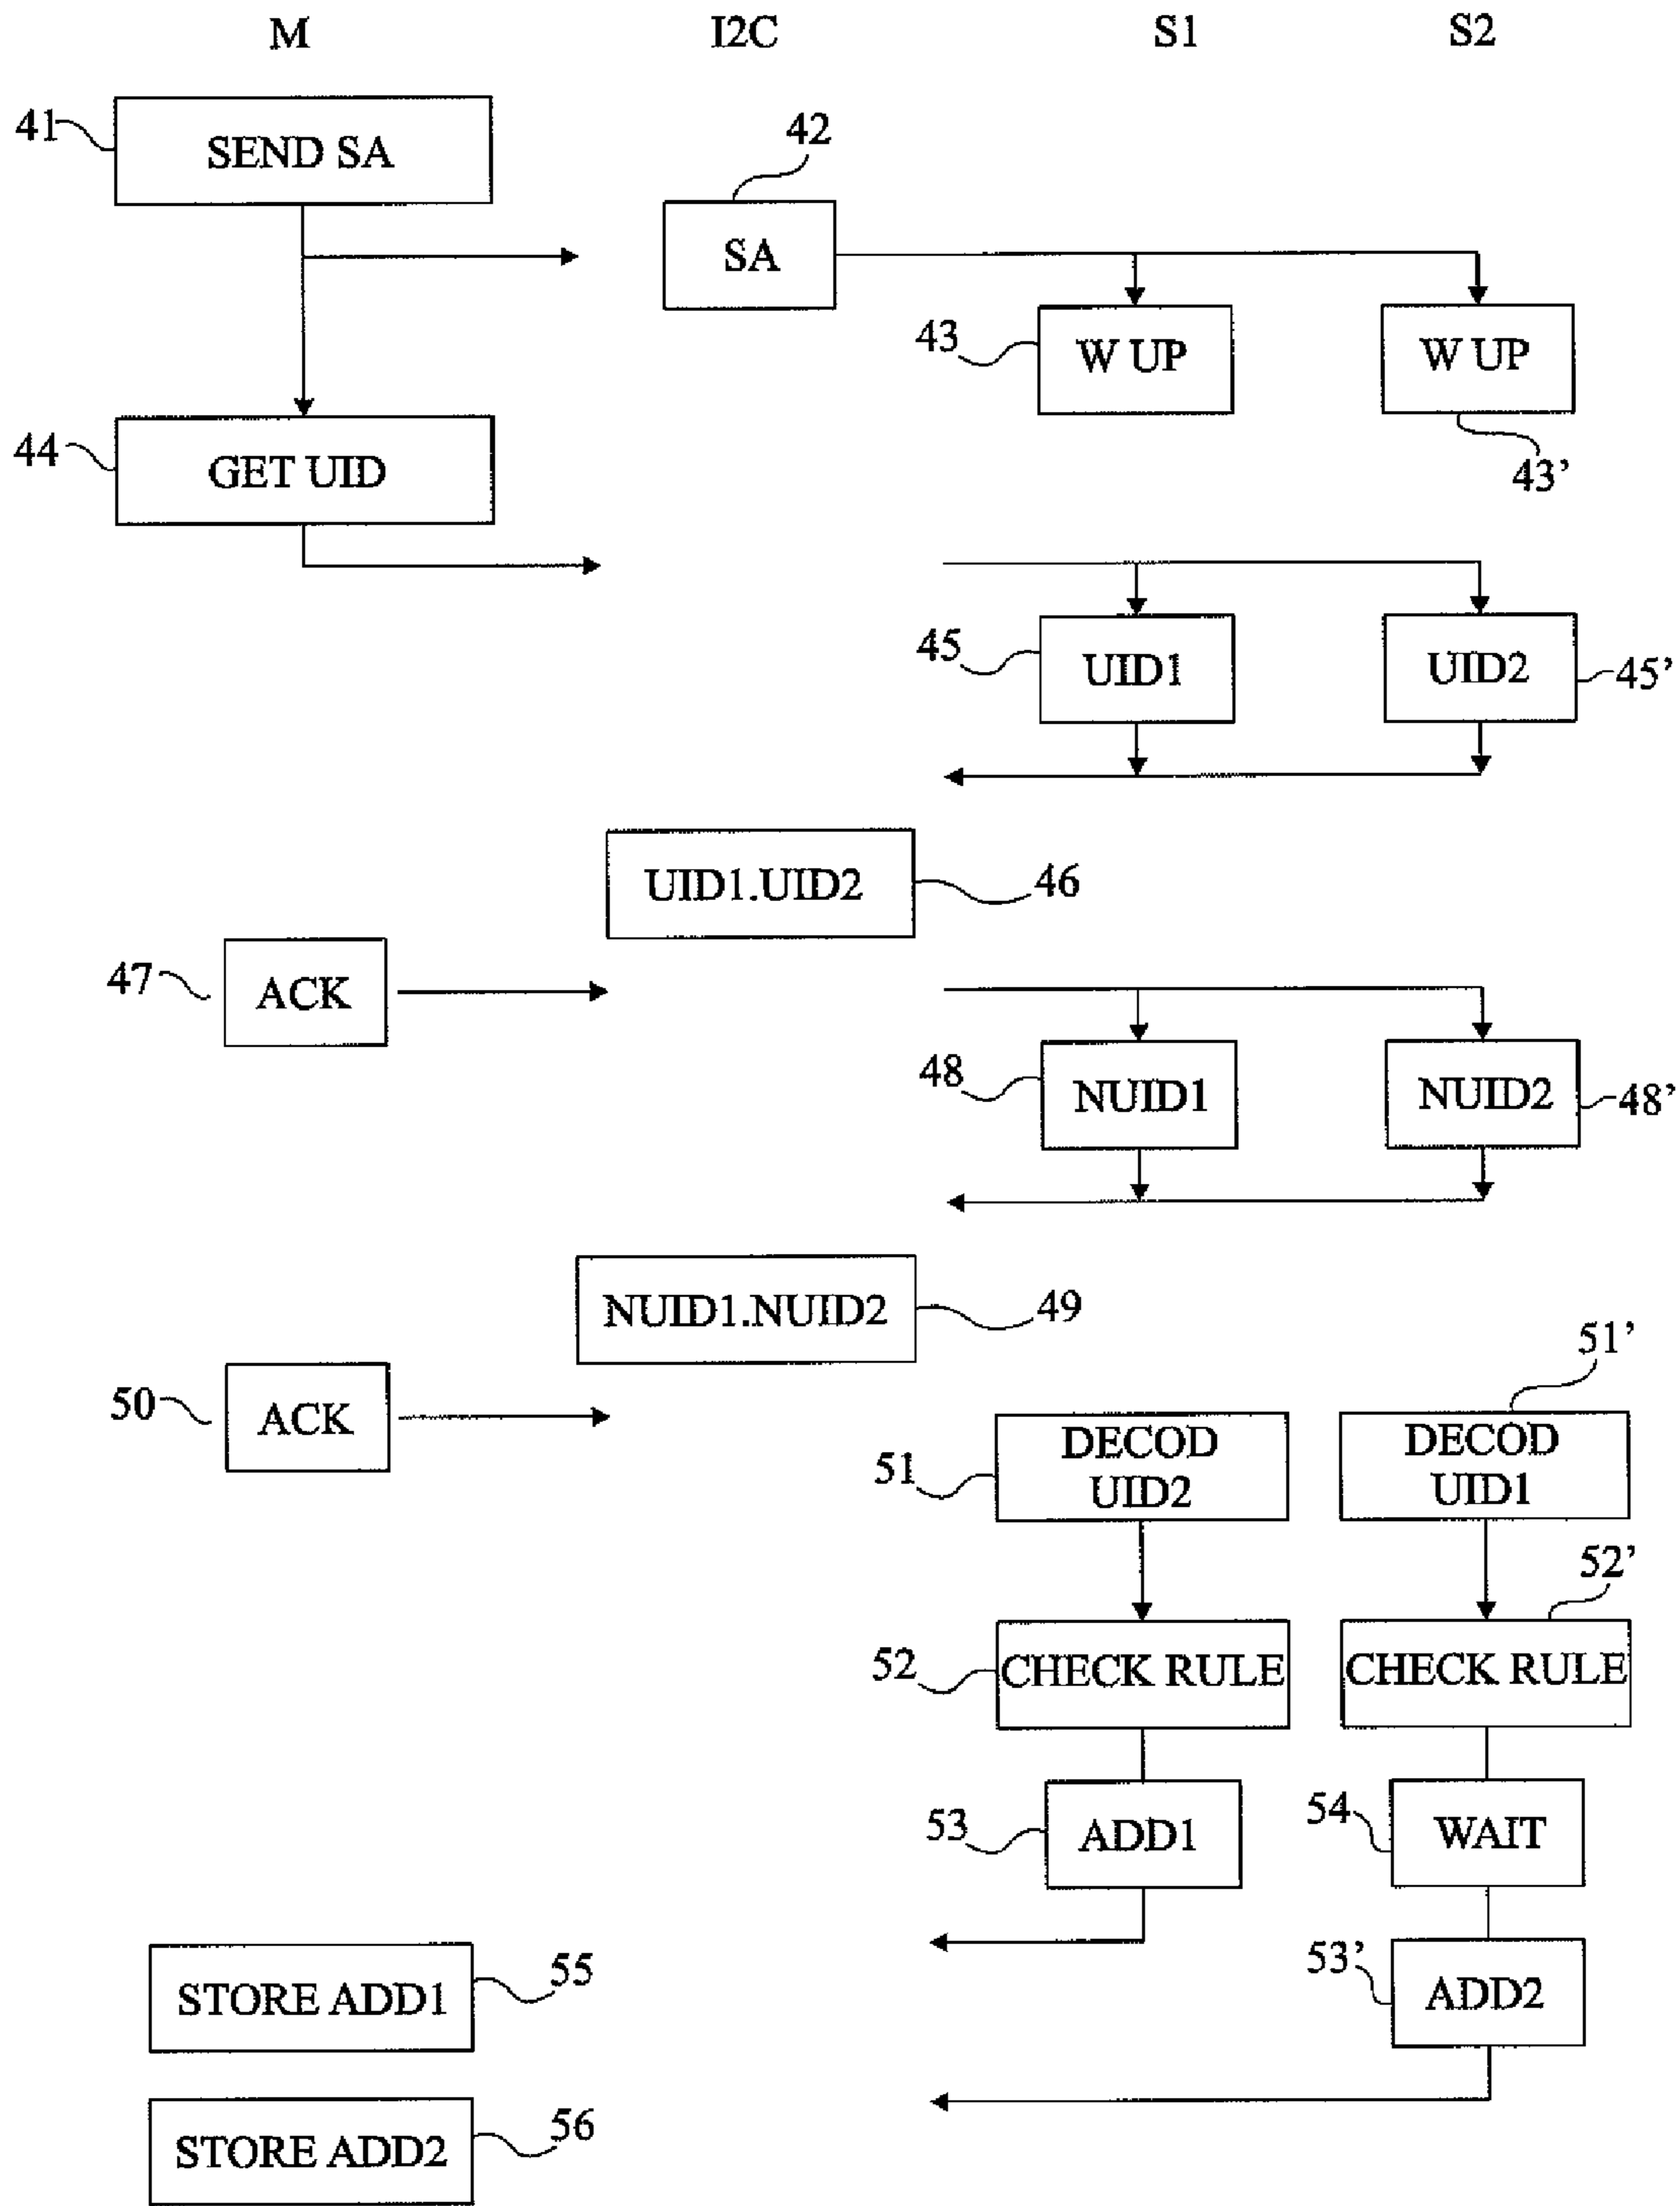 M I2C S1 S2
41 SEND SA
42
SA
43 W UP
W UP
43’
44 GET UID
45 UID1
UID2 45’
UID1.UID2 46
47 ACK
48 NUID1
NUID2 48’
NUID1.NUID2 49
50 ACK
51’
51 DECOD
UID2
DECOD
UID1
52’
52 CHECK RULE
CHECK RULE
53 ADD1
54 WAIT
STORE ADD1 55
53’ ADD2
STORE ADD2 56